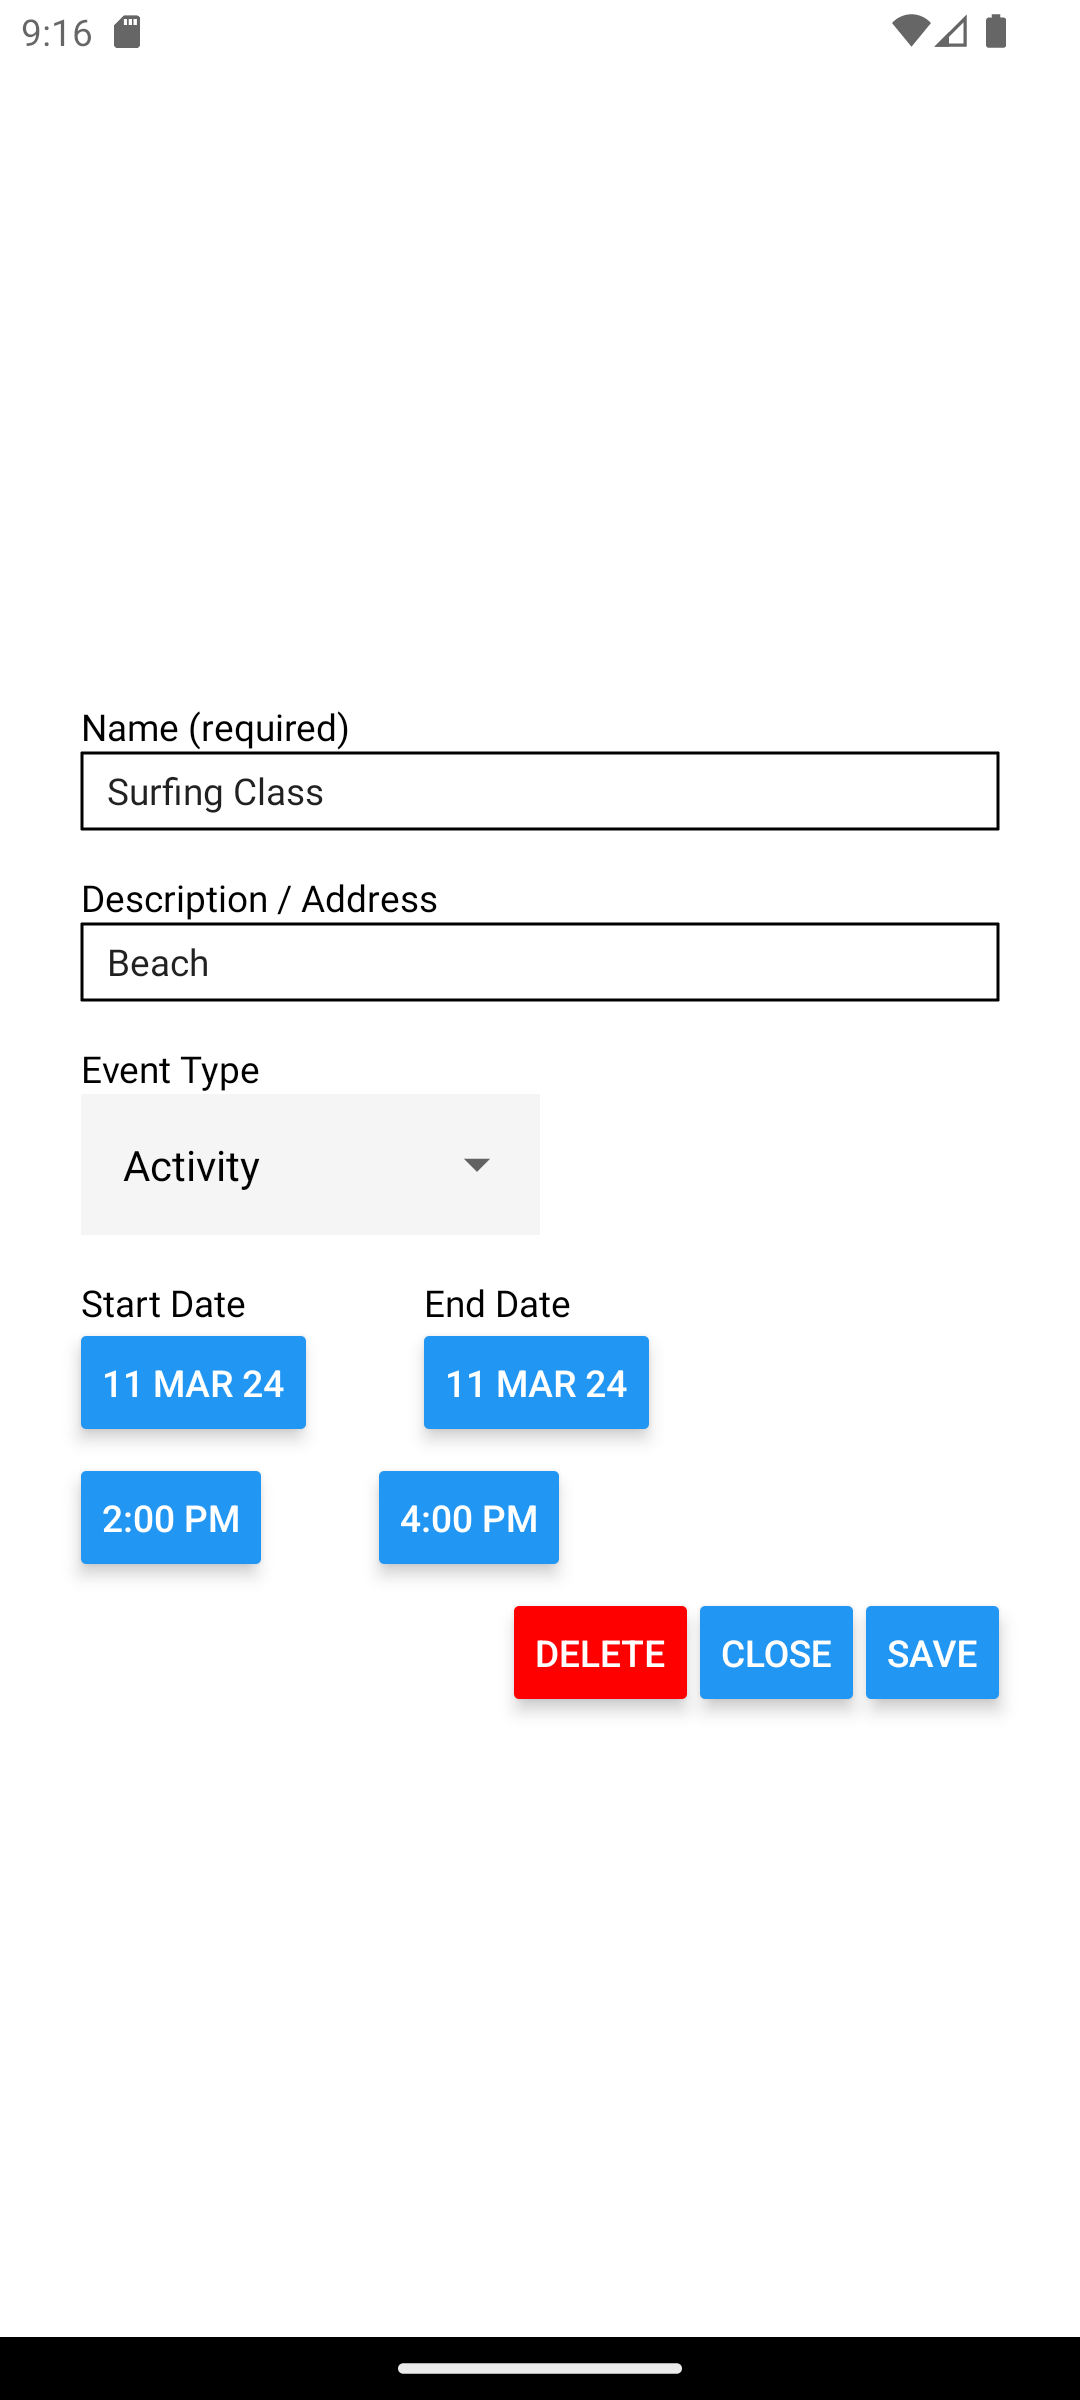 9:16
Name (required)
Surfing Class
Description / Address
Beach
Event Type
Activity
Start Date End Date
11 MAR 24 11 MAR 24
2:00 PM 4:00 PM
DELETE CLOSE SAVE